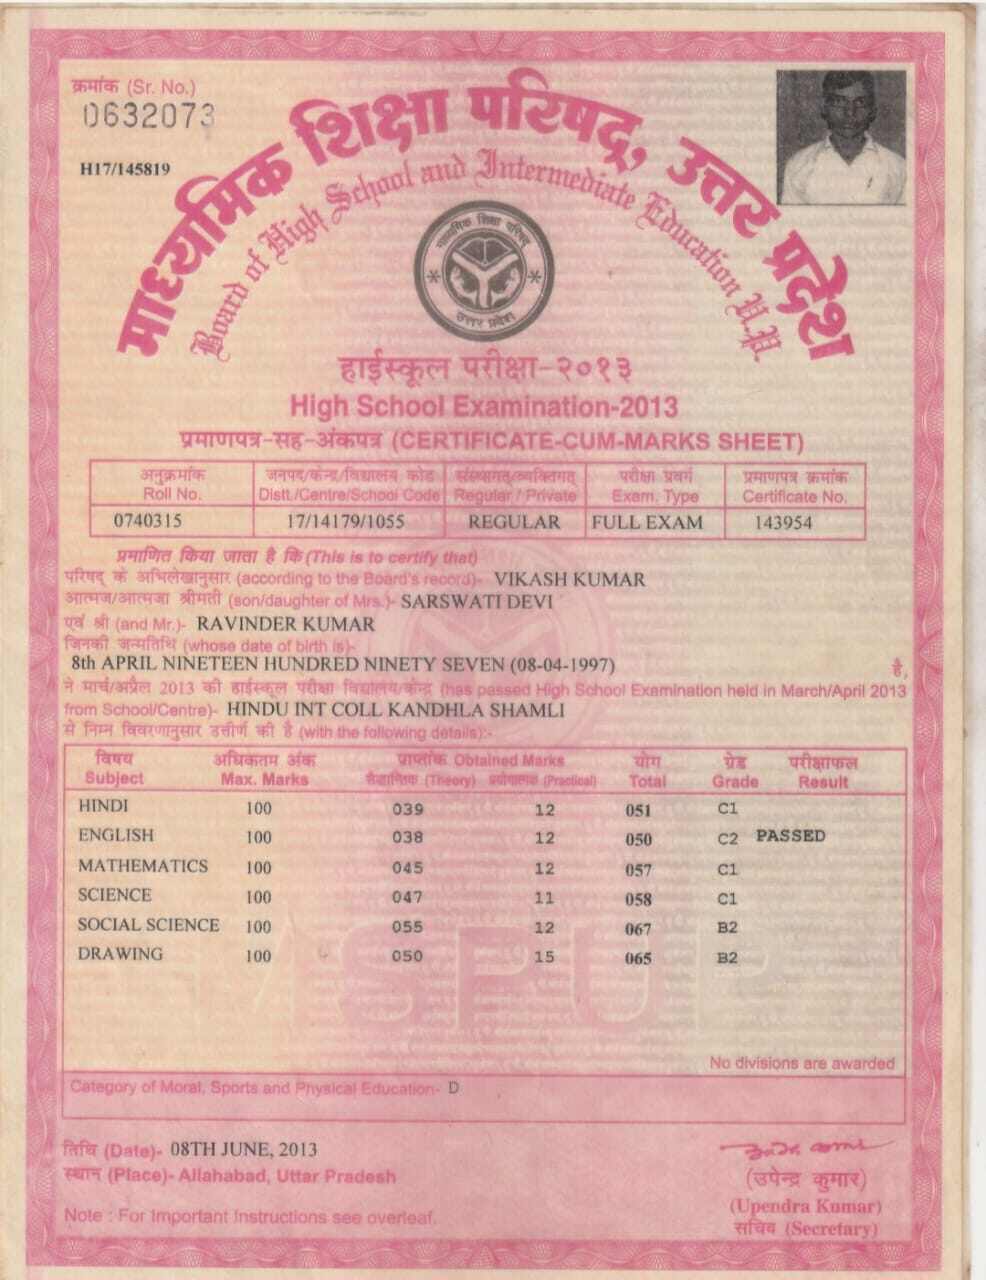 क्रमांक (Sr. No.)
0632073
H17/145819
माध्यमिक शिक्षा परिषद्, उत्तर प्रदेश
Board of High School and Intermediate Education U.P.
माध्यमिक शिक्षा परिषद्
उत्तर प्रदेश
हाईस्कूल परीक्षा-२०१३
High School Examination-2013
प्रमाणपत्र-सह-अंकपत्र (CERTIFICATE-CUM-MARKS SHEET)
अनुक्रमांक जनपद/केन्द्र/विद्यालय कोड संस्थागत/व्यक्तिगत परीक्षा प्रवर्ग प्रमाणपत्र क्रमांक
Roll No. Distt./Centre/School Code Regular / Private Exam. Type Certificate No.
0740315 17/14179/1055 REGULAR FULL EXAM 143954
प्रमाणित किया जाता है कि (This is to certify that)
परिषद् के अभिलेखानुसार (according to the Board's record)- VIKASH KUMAR
आत्मज/आत्मजा श्रीमती (son/daughter of Mrs.)- SARSWATI DEVI
एवं श्री (and Mr.)- RAVINDER KUMAR
जिनकी जन्मतिथि (whose date of birth is)-
8th APRIL NINETEEN HUNDRED NINETY SEVEN (08-04-1997) है,
ने मार्च/अप्रैल 2013 की हाईस्कूल परीक्षा विद्यालय/केन्द्र (has passed High School Examination held in March/April 2013
from School/Centre)- HINDU INT COLL KANDHLA SHAMLI
से निम्न विवरणानुसार उत्तीर्ण की है (with the following details):-
विषय अधिकतम अंक प्राप्तांक Obtained Marks योग ग्रेड परीक्षाफल
Subject Max. Marks सैद्धान्तिक (Theory) प्रयोगात्मक (Practical) Total Grade Result
HINDI 100 039 12 051 C1
ENGLISH 100 038 12 050 C2 PASSED
MATHEMATICS 100 045 12 057 C1
SCIENCE 100 047 11 058 C1
SOCIAL SCIENCE 100 055 12 067 B2
DRAWING 100 050 15 065 B2
MSPUP
No divisions are awarded
Category of Moral, Sports and Physical Education- D
तिथि (Date)- 08TH JUNE, 2013
स्थान (Place)- Allahabad, Uttar Pradesh
(उपेन्द्र कुमार)
(Upendra Kumar)
Note : For Important Instructions see overleaf.
सचिव (Secretary)